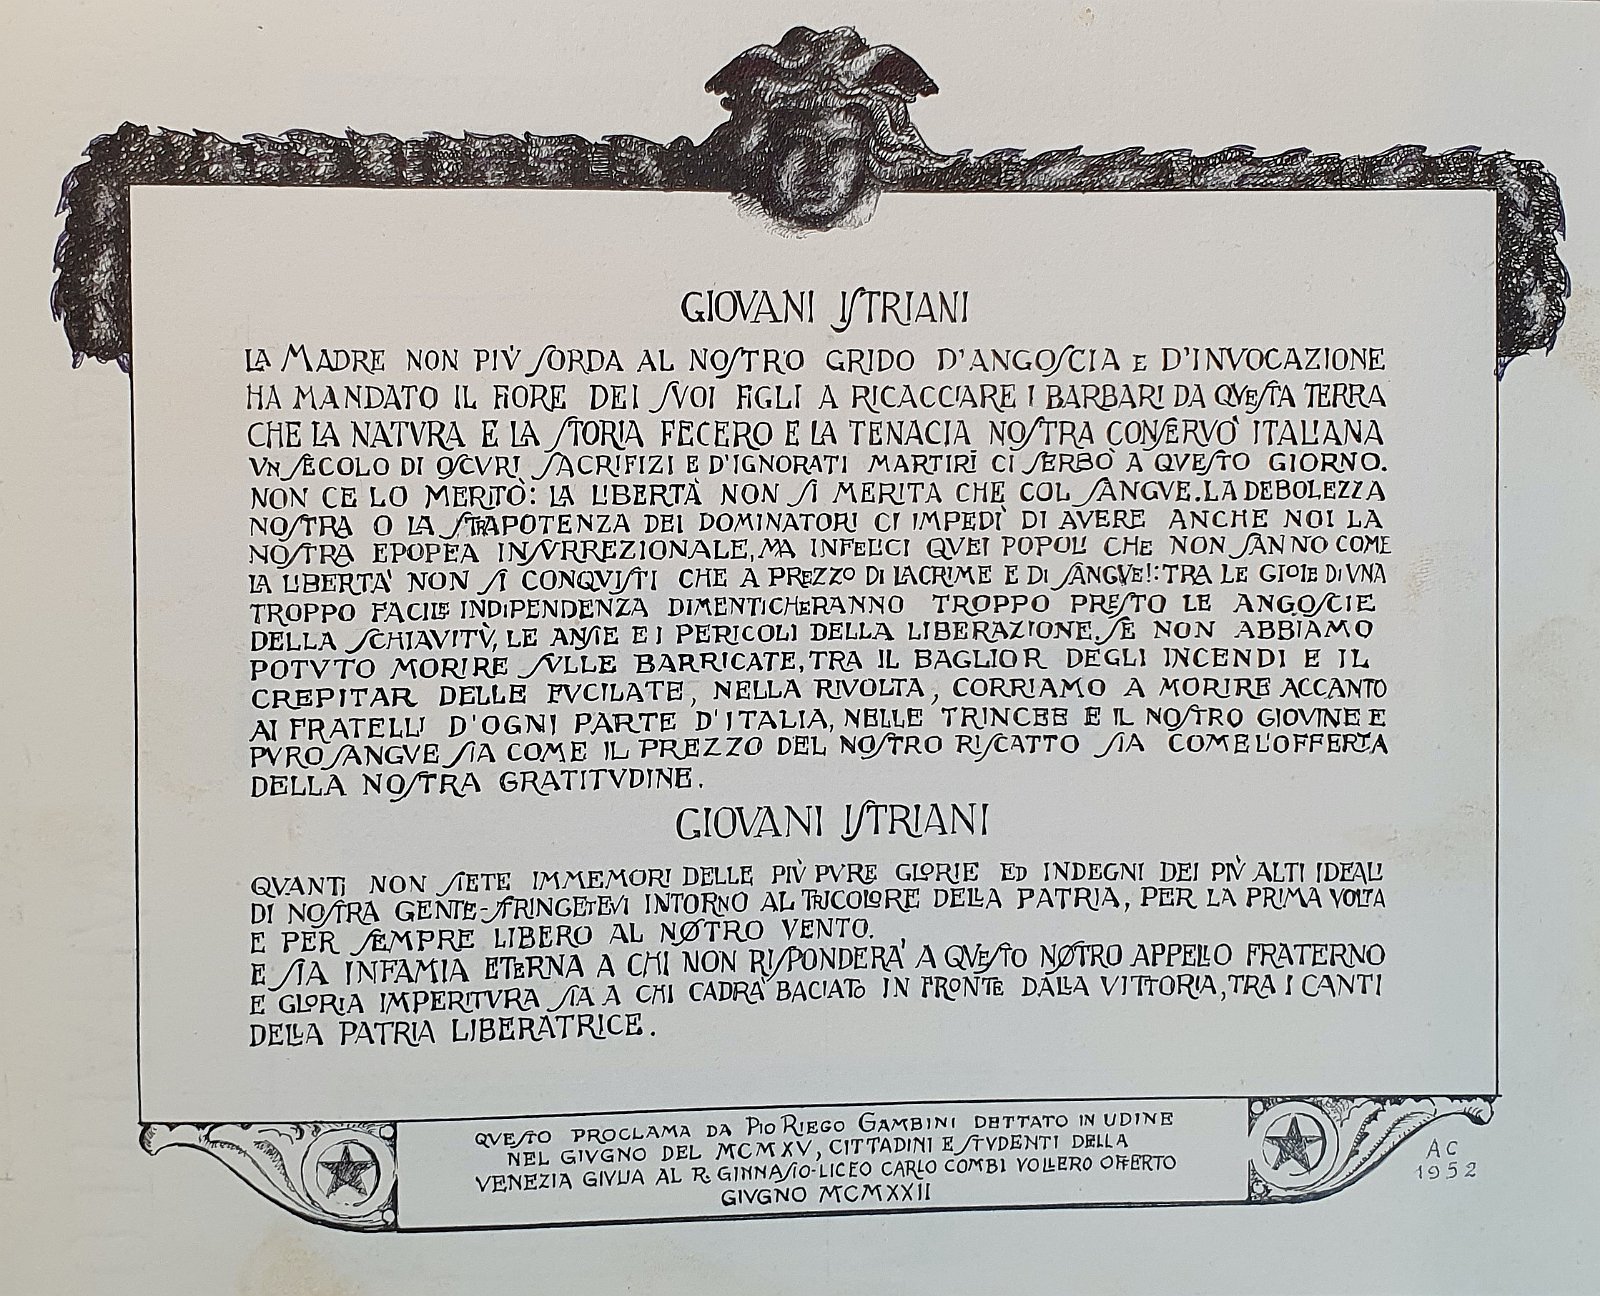 GIOVANI ISTRIANI
LA MADRE NON PIV̀ SORDA AL NOSTRO GRIDO D'ANGOSCIA E D'INVOCAZIONE
HA MANDATO IL FIORE DEI SVOI FIGLI A RICACCIARE I BARBARI DA QVESTA TERRA
CHE LA NATVRA E LA STORIA FECERO E LA TENACIA NOSTRA CONSERVÒ ITALIANA
VN SECOLO DI OSCVRI SACRIFIZI E D'IGNORATI MARTIRĪ CI SERBÒ A QVESTO GIORNO.
NON CE LO MERITÒ: LA LIBERTÀ NON SI MERITA CHE COL SANGVE. LA DEBOLEZZA
NOSTRA O LA STRAPOTENZA DEI DOMINATORI CI IMPEDÌ DI AVERE ANCHE NOI LA
NOSTRA EPOPEA INSVRREZIONALE, MA INFELICI QVEI POPOLI CHE NON SANNO COME
LA LIBERTA' NON SI CONQVISTI CHE A PREZZO DI LACRIME E DI SANGVE!: TRA LE GIOIE DI VNA
TROPPO FACILE INDIPENDENZA DIMENTICHERANNO TROPPO PRESTO LE ANGOSCIE
DELLA SCHIAVITV̀, LE ANSIE E I PERICOLI DELLA LIBERAZIONE. SE NON ABBIAMO
POTVTO MORIRE SVLLE BARRICATE, TRA IL BAGLIOR DEGLI INCENDI E IL
CREPITAR DELLE FVCILATE, NELLA RIVOLTA, CORRIAMO A MORIRE ACCANTO
AI FRATELLI D'OGNI PARTE D'ITALIA, NELLE TRINCEE E IL NOSTRO GIOVINE E
PVRO SANGVE SIA COME IL PREZZO DEL NOSTRO RISCATTO SIA COME L'OFFERTA
DELLA NOSTRA GRATITVDINE.
GIOVANI ISTRIANI
QVANTI NON SIETE IMMEMORI DELLE PIV̀ PVRE GLORIE ED INDEGNI DEI PIV̀ ALTI IDEALI
DI NOSTRA GENTE-STRINGETEVI INTORNO AL TRICOLORE DELLA PATRIA, PER LA PRIMA VOLTA
E PER SEMPRE LIBERO AL NOSTRO VENTO.
E SIA INFAMIA ETERNA A CHI NON RISPONDERA' A QVESTO NOSTRO APPELLO FRATERNO
E GLORIA IMPERITVRA SIA A CHI CADRA' BACIATO IN FRONTE DALLA VITTORIA, TRA I CANTI
DELLA PATRIA LIBERATRICE.
QVESTO PROCLAMA DA PIO RIEGO GAMBINI DETTATO IN UDINE
NEL GIVGNO DEL MCMXV, CITTADINI E STVDENTI DELLA
VENEZIA GIVLIA AL R. GINNASIO-LICEO CARLO COMBI VOLLERO OFFERTO
GIVGNO MCMXXII
AC
1952